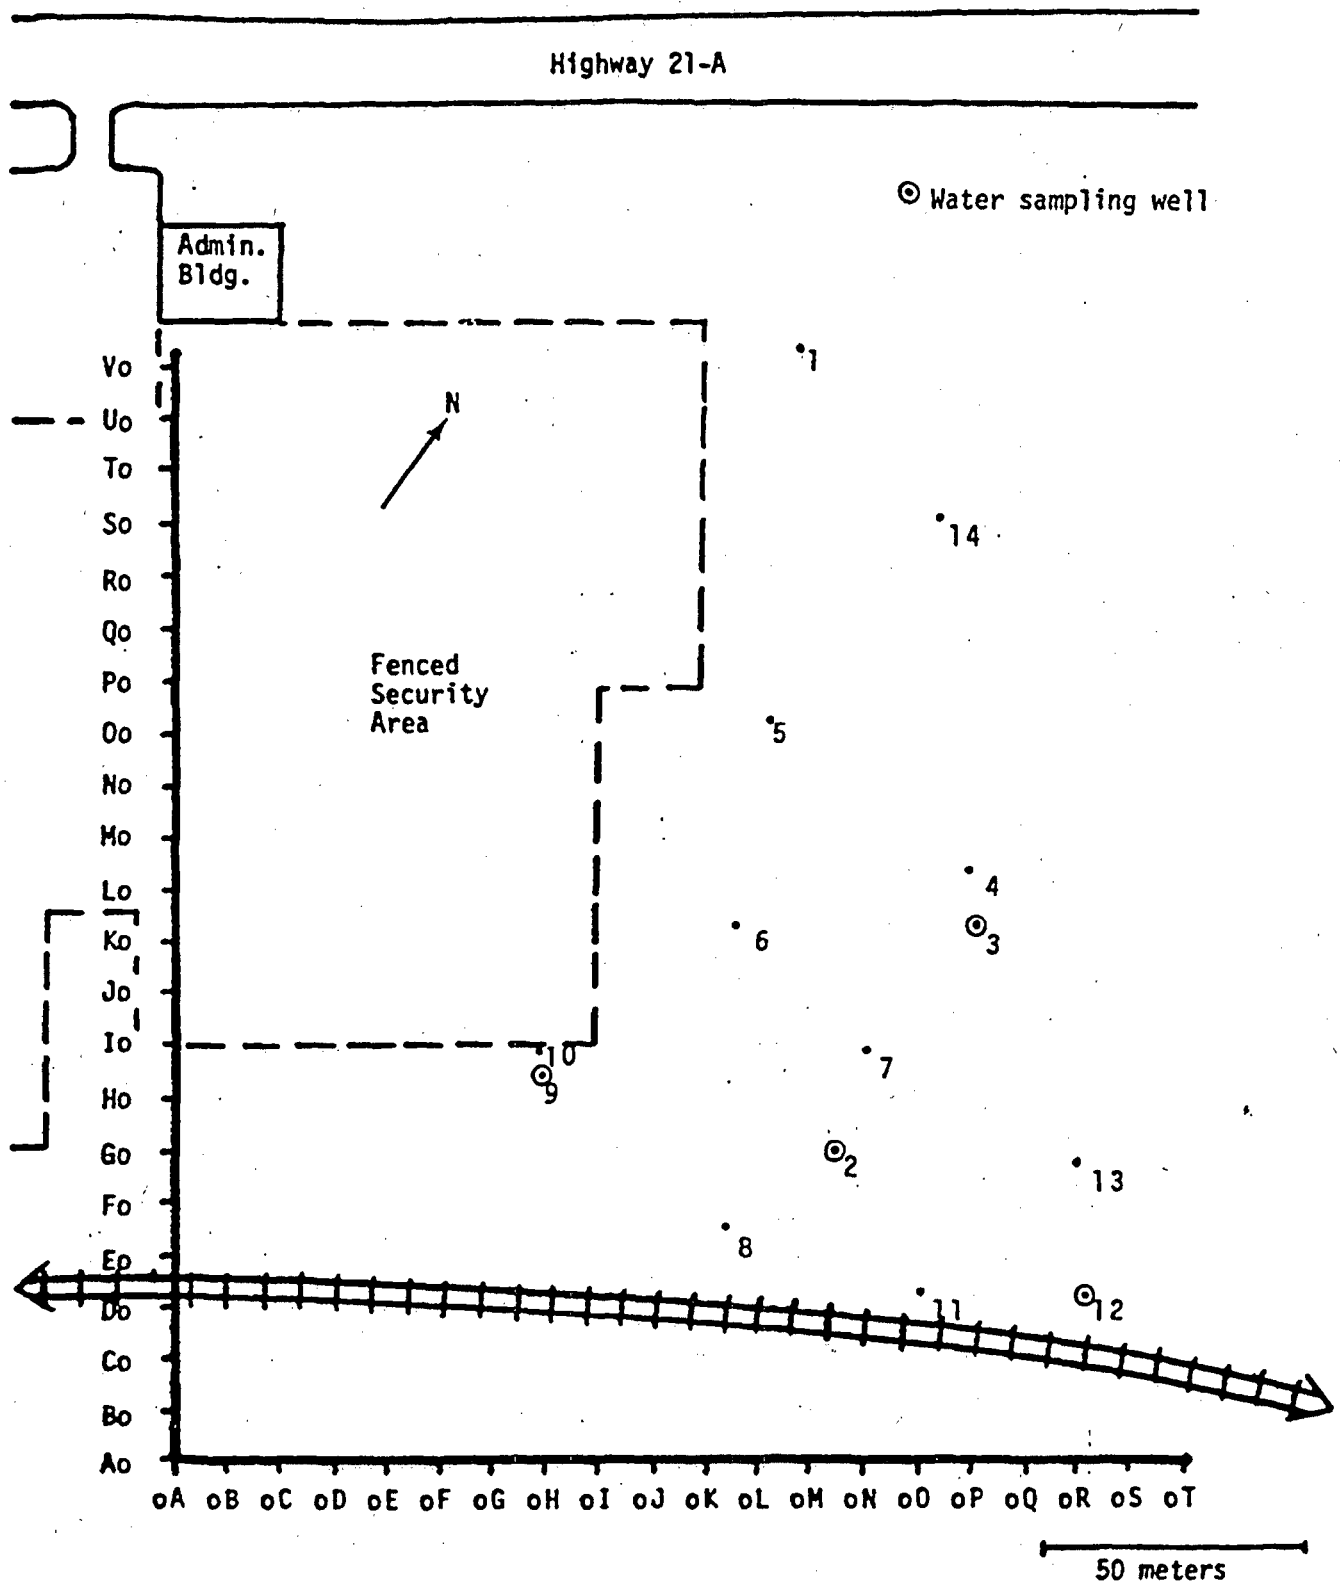 Highway 21-A
Water sampling well
Admin.
Bldg.
Vo
1
N
Uo
To
So
14
Ro
Qo
Fenced
Security
Area
Po
Oo
5
No
Mo
Lo
4
Ko
6
3
Jo
Io
10
7
9
Ho
Go
2
13
Fo
8
Eo
Do
11
12
Co
Bo
Ao
oA oB oC oD oE oF oG oH oI oJ oK oL oM oN oO oP oQ oR oS oT
50 meters